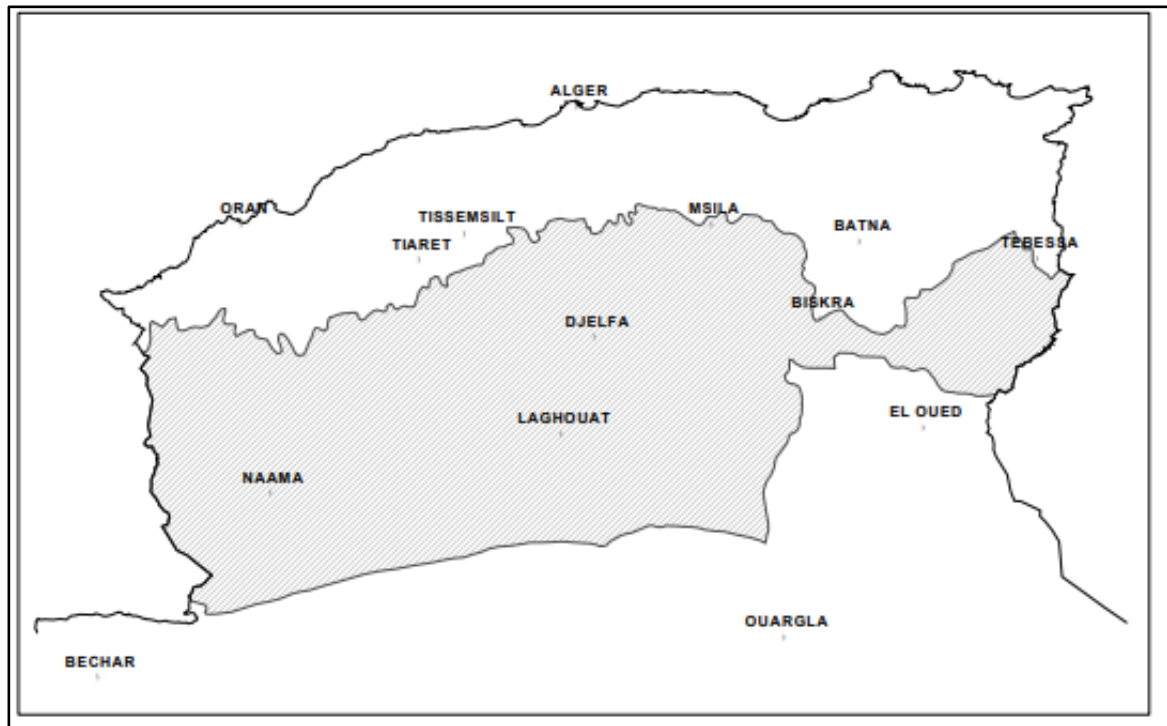 ALGER
ORAN
TISSEMSILT
MSILA
BATNA
TIARET
TEBESSA
BISKRA
DJELFA
LAGHOUAT
EL OUED
NAAMA
OUARGLA
BECHAR